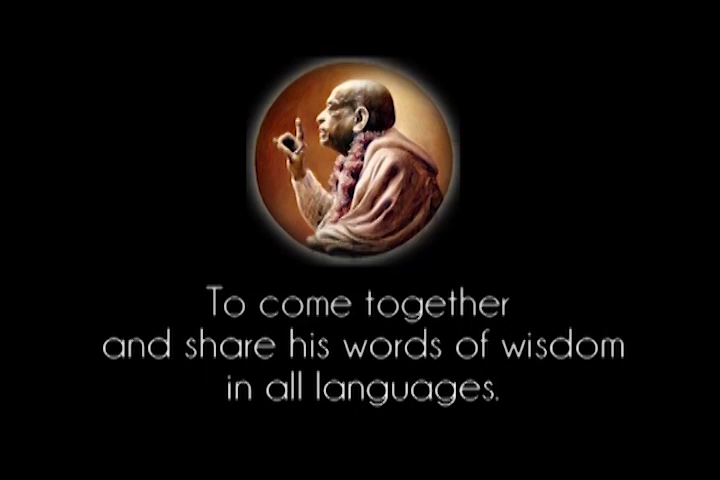 To come together
and share his words of wisdom
in all languages.